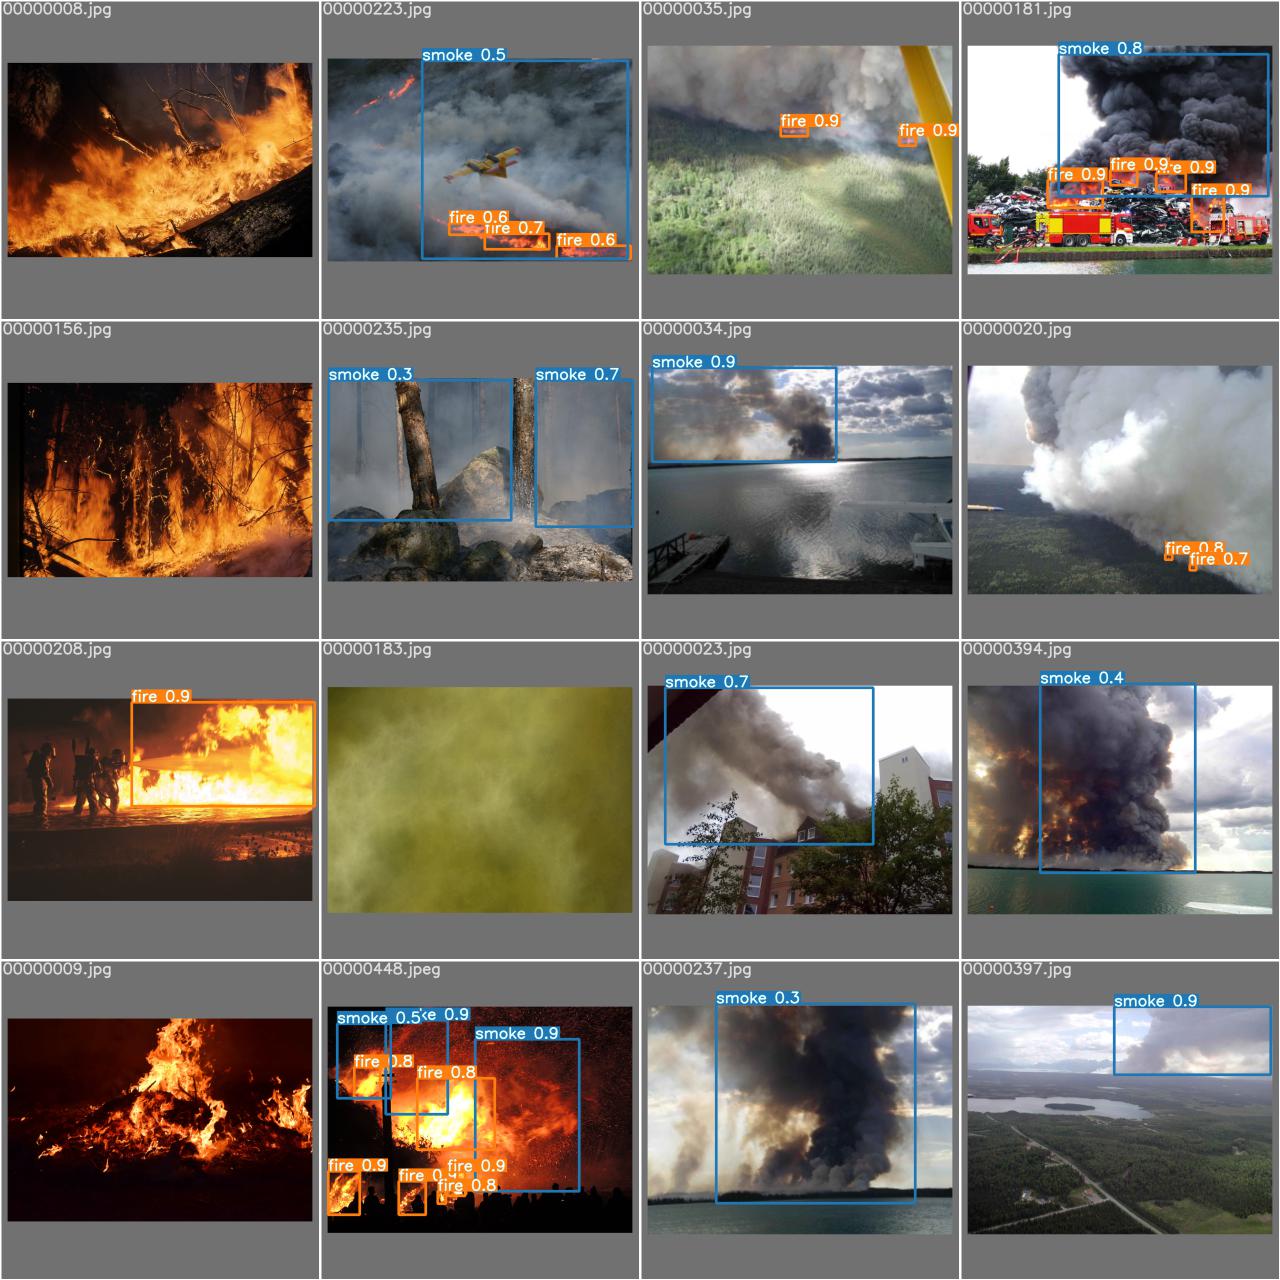 00000008.jpg
00000223.jpg
00000035.jpg
00000181.jpg
smoke 0.5
fire 0.6
fire 0.7
fire 0.6
fire 0.9
fire 0.9
smoke 0.8
fire 0.9
fire 0.9
0.9
fire 0.9
00000156.jpg
00000235.jpg
00000034.jpg
00000020.jpg
smoke 0.3
smoke 0.7
smoke 0.9
fire 0.8
fire 0.7
00000208.jpg
00000183.jpg
00000023.jpg
00000394.jpg
fire 0.9
smoke 0.7
smoke 0.4
00000009.jpg
00000448.jpeg
00000237.jpg
00000397.jpg
smoke 0.5
0.9
smoke 0.9
fire 0.8
fire 0.8
fire 0.9
fire 0.9
fire
fire 0.8
smoke 0.3
smoke 0.9